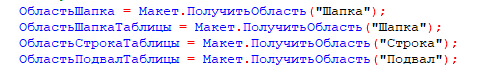 ОбластьШапка = Макет.ПолучитьОбласть("Шапка");
ОбластьШапкаТаблицы = Макет.ПолучитьОбласть("Шапка");
ОбластьСтрокаТаблицы = Макет.ПолучитьОбласть("Строка");
ОбластьПодвалТаблицы = Макет.ПолучитьОбласть("Подвал");